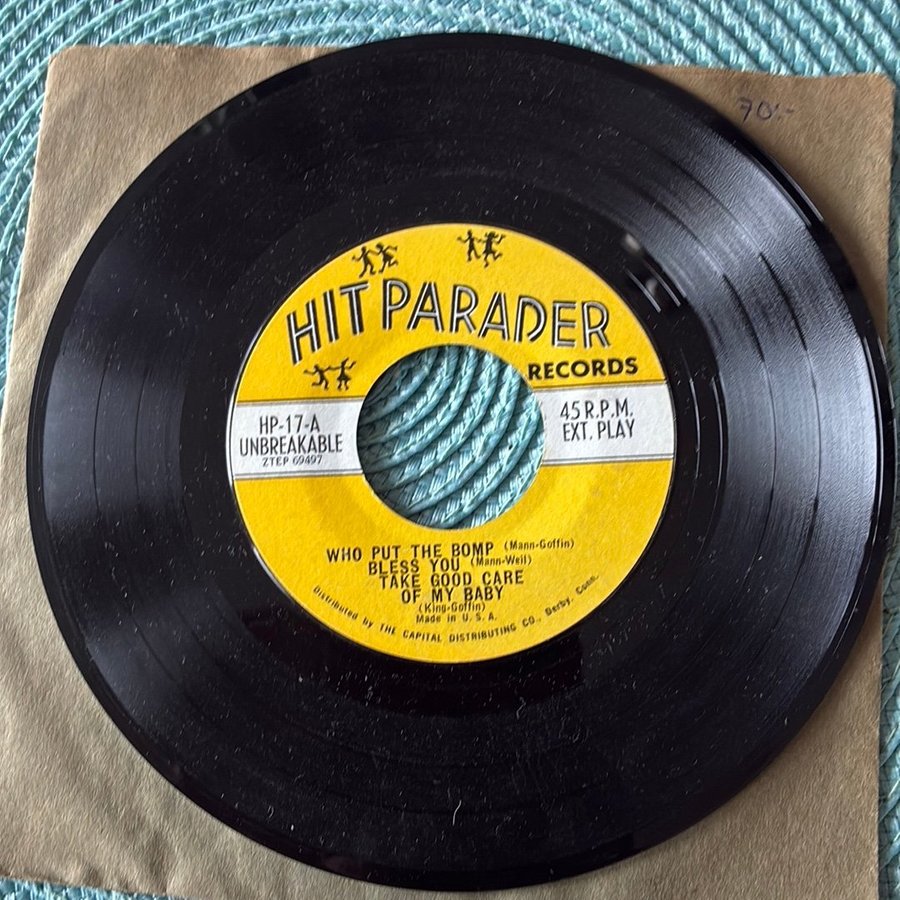 70:-
HIT PARADER
RECORDS
HP-17-A
UNBREAKABLE
ZTEP 69497
45 R.P.M.
EXT. PLAY
WHO PUT THE BOMP (Mann-Goffin)
BLESS YOU (Mann-Weil)
TAKE GOOD CARE
OF MY BABY
(King-Goffin)
Made in U.S.A.
Distributed by THE CAPITAL DISTRIBUTING CO., Derby, Conn.